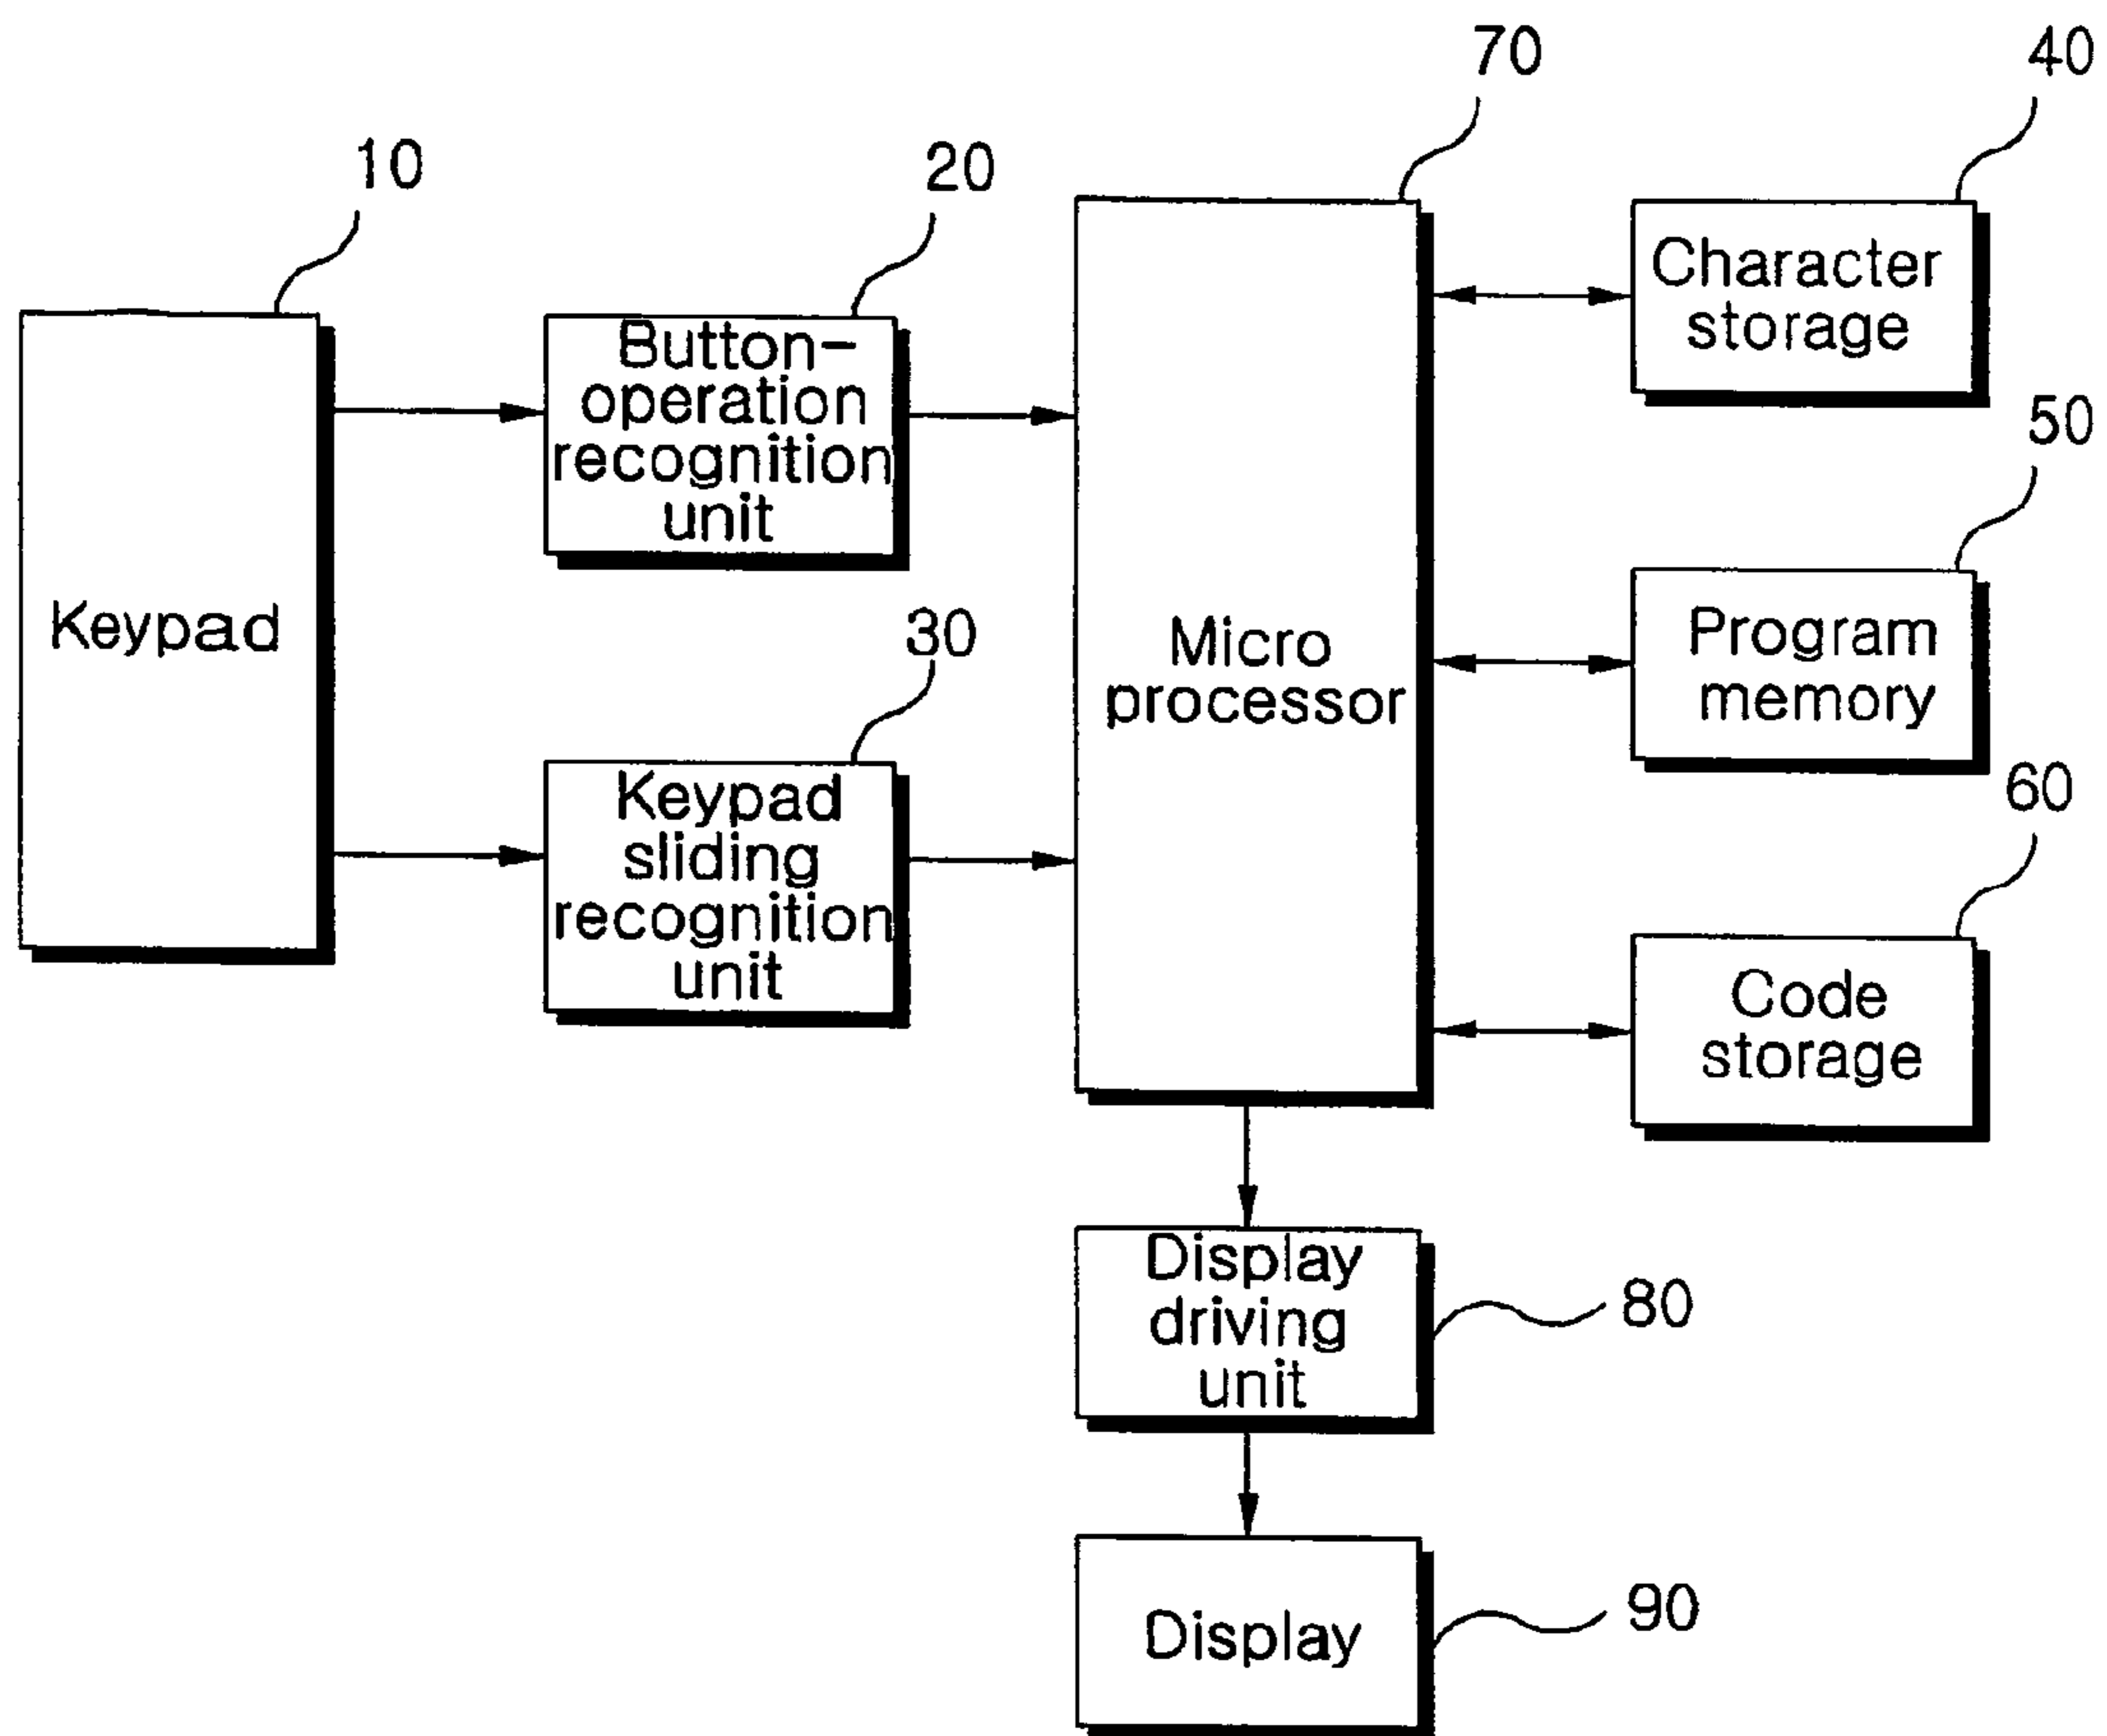 70
40
10
20
Character
storage
Button-
operation
recognition
unit
50
Keypad
30
Micro
processor
Program
memory
Keypad
sliding
recognition
unit
60
Code
storage
Display
driving
unit
80
Display
90